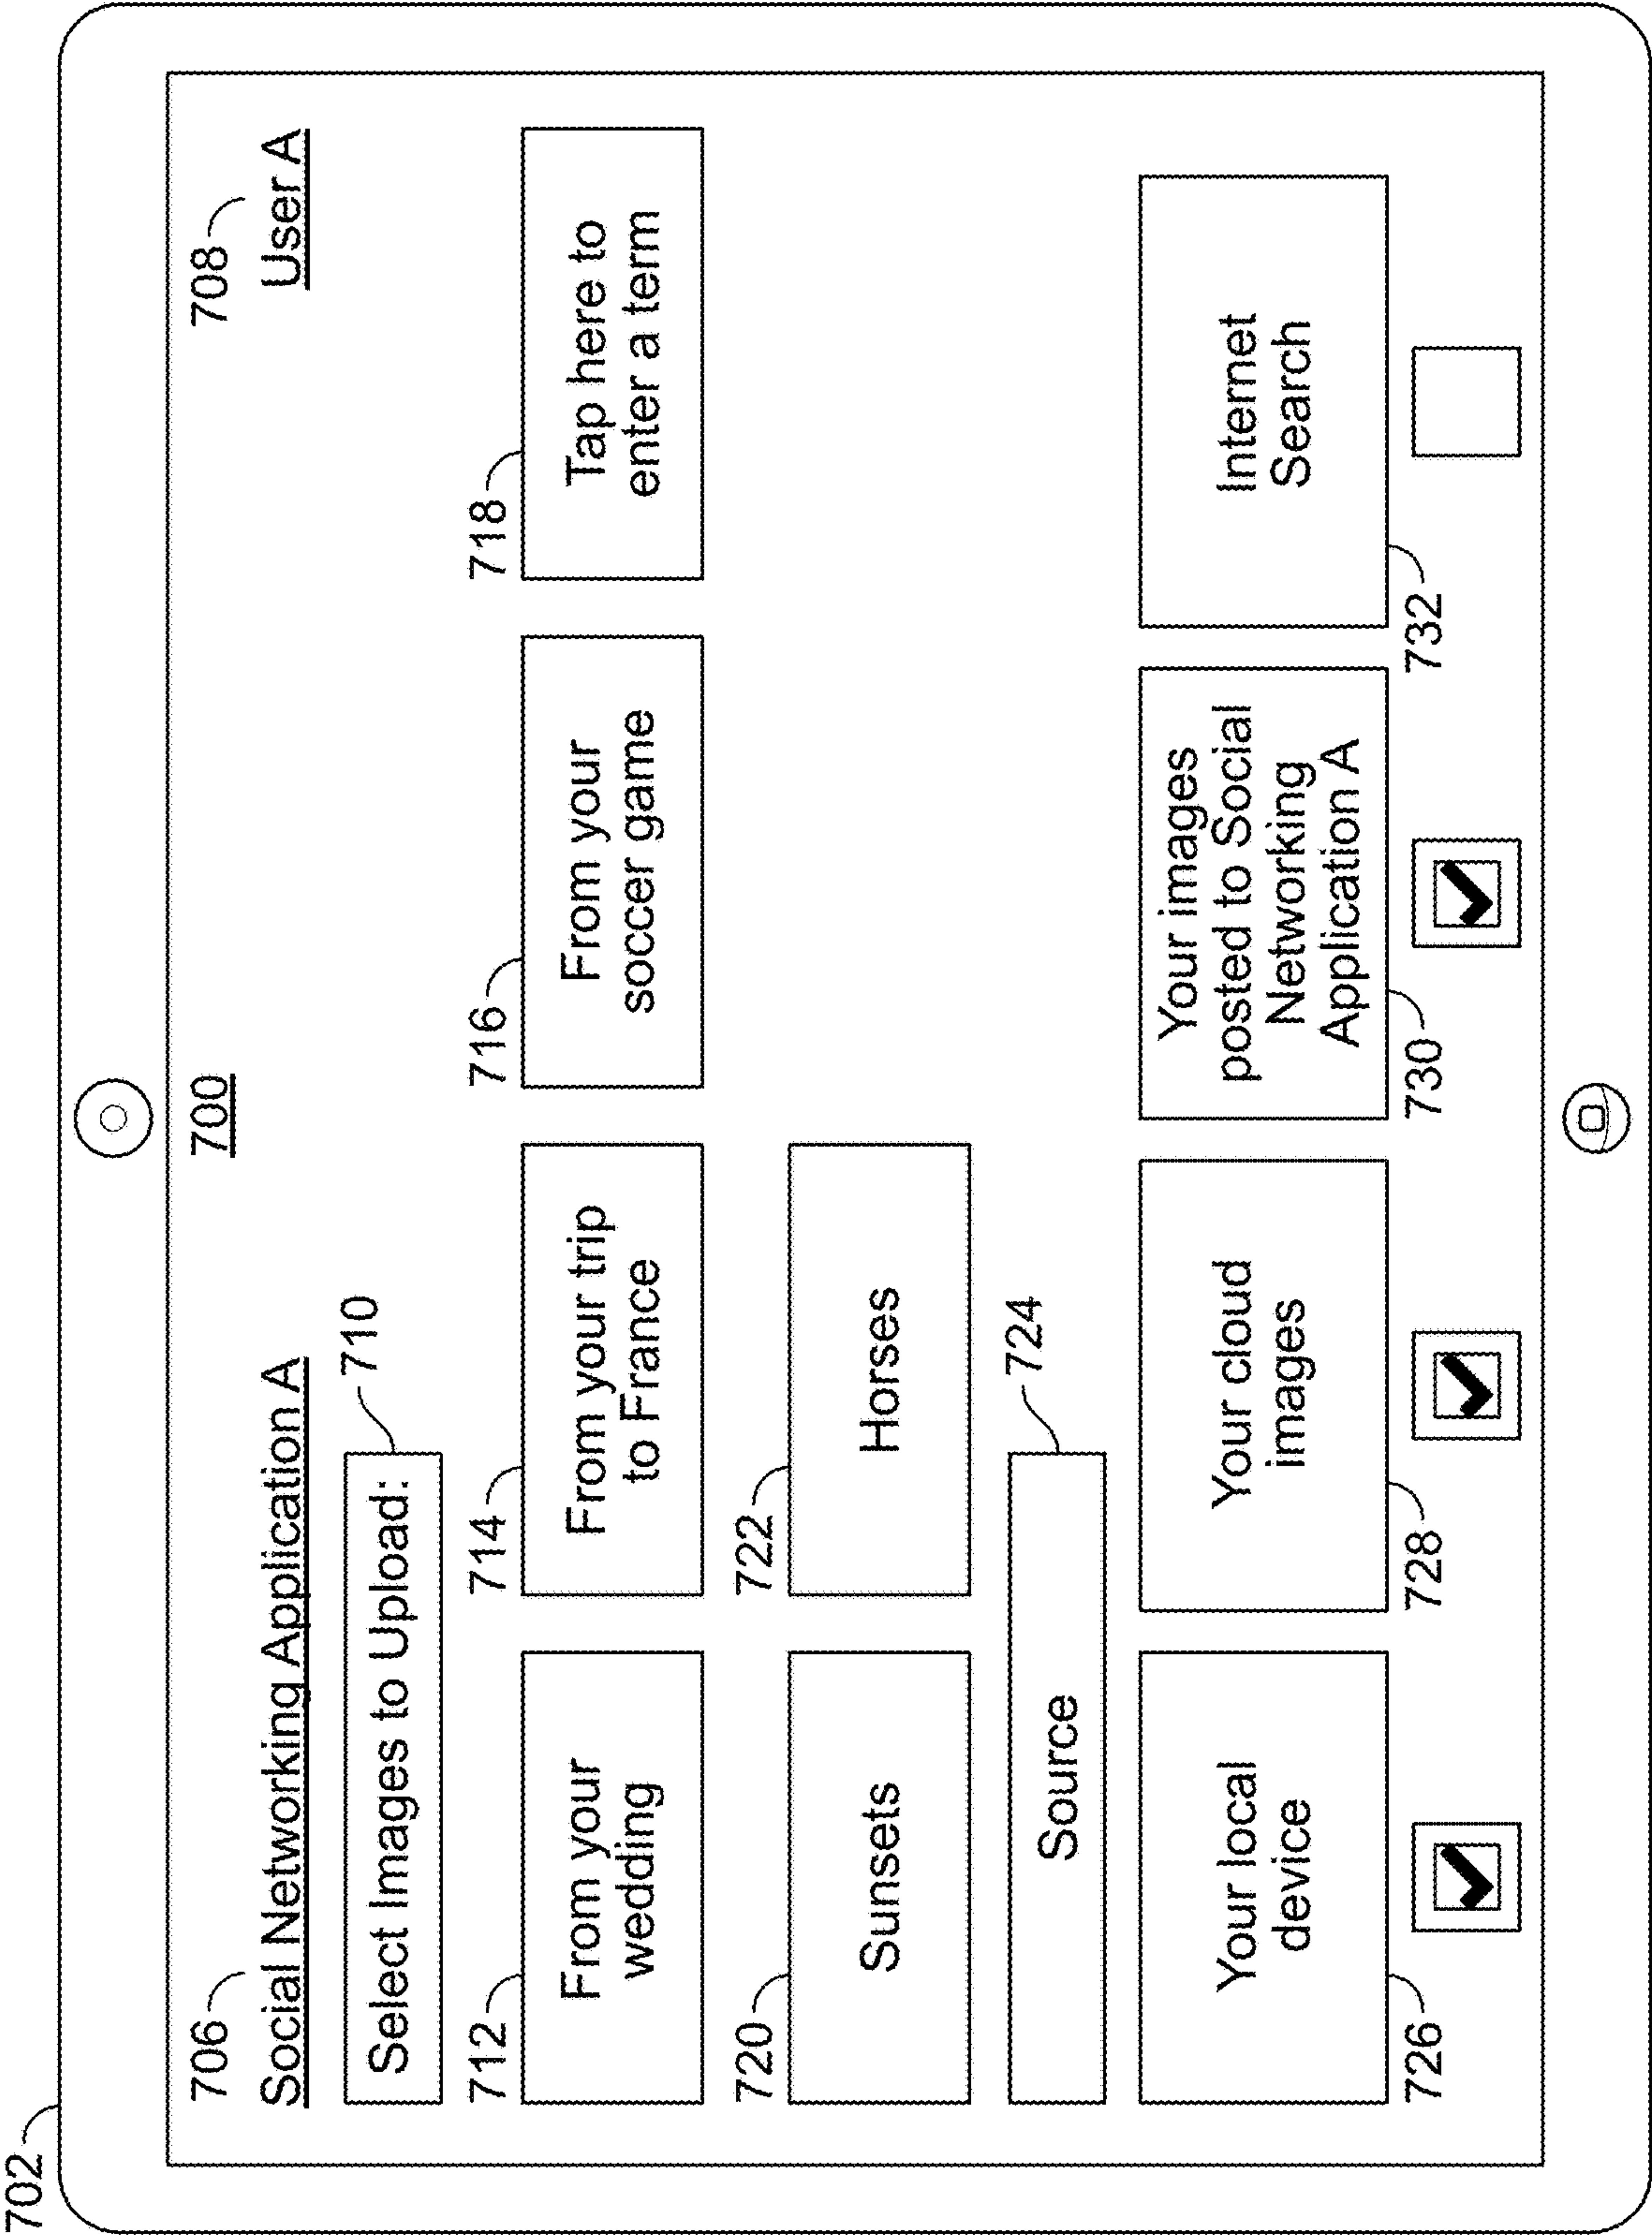 702
700
706
708
Social Networking Application A
User A
Select Images to Upload:
710
712
714
716
718
From your
wedding
From your trip
to France
From your
soccer game
Tap here to
enter a term
720
722
Sunsets
Horses
Source
724
Your local
device
Your cloud
images
Your images
posted to Social
Networking
Application A
Internet
Search
726
728
730
732